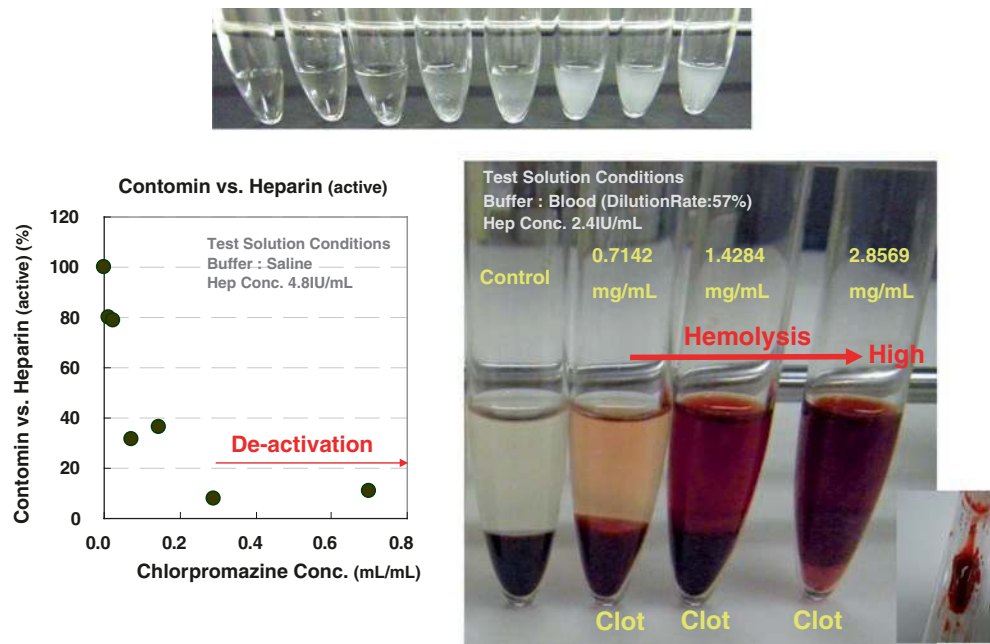 Contomin vs. Heparin (active)
Contomin vs. Heparin (active) (%)
120
100
80
60
40
20
0
Test Solution Conditions
Buffer : Saline
Hep Conc. 4.8IU/mL
De-activation
0.0 0.2 0.4 0.6 0.8
Chlorpromazine Conc. (mL/mL)
Test Solution Conditions
Buffer : Blood (DilutionRate:57%)
Hep Conc. 2.4IU/mL
Control
0.7142
mg/mL
1.4284
mg/mL
2.8569
mg/mL
Hemolysis
High
Clot Clot Clot